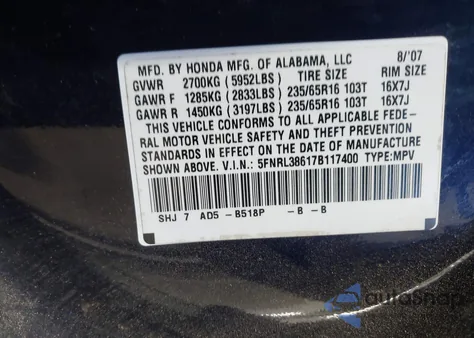 MFD. BY HONDA MFG. OF ALABAMA, LLC 8/'07
GVWR 2700KG (5952LBS) TIRE SIZE RIM SIZE
GAWR F 1285KG (2833LBS) 235/65R16 103T 16X7J
GAWR R 1450KG (3197LBS) 235/65R16 103T 16X7J
THIS VEHICLE CONFORMS TO ALL APPLICABLE FEDE-
RAL MOTOR VEHICLE SAFETY AND THEFT PREVENTION
STANDARDS IN EFFECT ON THE DATE OF MANUFACTURE
SHOWN ABOVE. V.I.N.: 5FNRL38617B117400 TYPE:MPV
SHJ 7 AD5 -B518P -B -B
autosnap